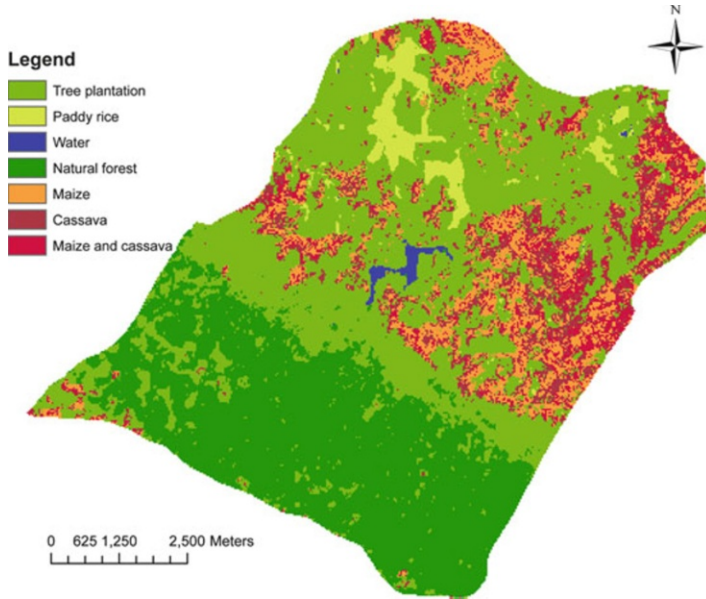 N
Legend
Tree plantation
Paddy rice
Water
Natural forest
Maize
Cassava
Maize and cassava
0 625 1,250 2,500 Meters